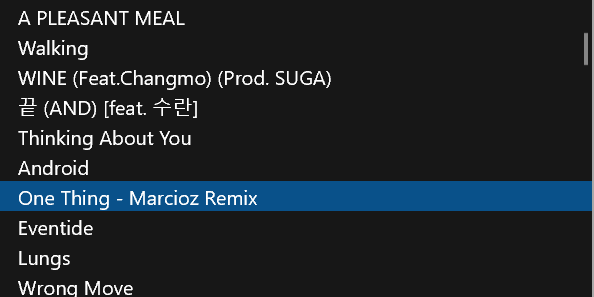 A PLEASANT MEAL
Walking
WINE (Feat.Changmo) (Prod. SUGA)
끝 (AND) [feat. 수란]
Thinking About You
Android
One Thing - Marcioz Remix
Eventide
Lungs
Wrong Move